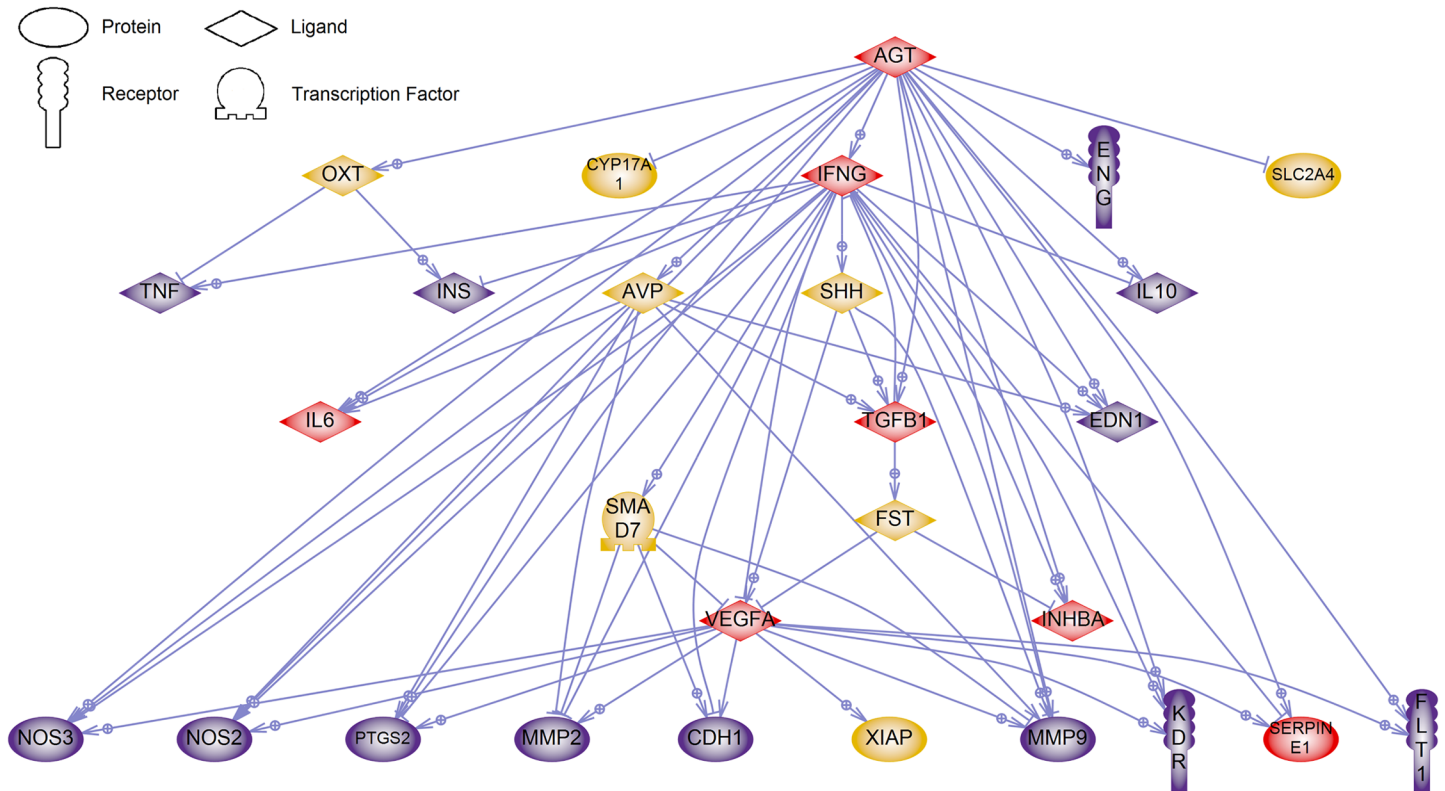 Protein
Ligand
Receptor
Transcription Factor
AGT
OXT
CYP17A
1
IFNG
E
N
G
SLC2A4
TNF
INS
AVP
SHH
IL10
IL6
TGFB1
EDN1
SMA
D7
FST
VEGFA
INHBA
NOS3
NOS2
PTGS2
MMP2
CDH1
XIAP
MMP9
K
D
R
SERPIN
E1
F
L
T
1